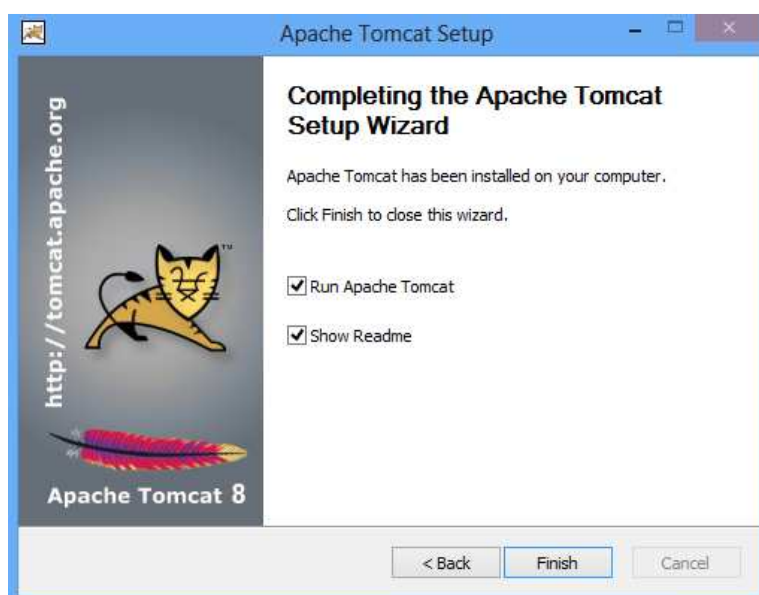 Apache Tomcat Setup
http://tomcat.apache.org
Completing the Apache Tomcat
Setup Wizard
Apache Tomcat has been installed on your computer.
Click Finish to close this wizard.
Run Apache Tomcat
Show Readme
TM
Apache Tomcat 8
< Back
Finish
Cancel